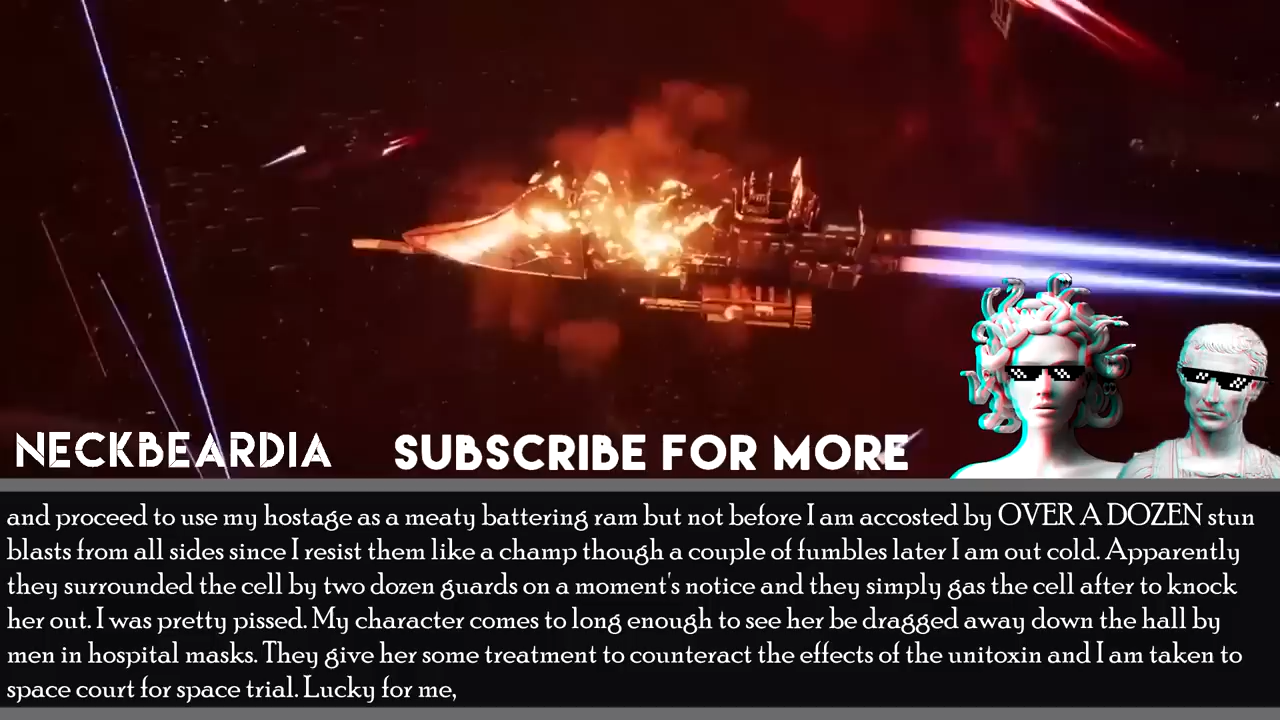 NECKBEARDIA
SUBSCRIBE FOR MORE
and proceed to use my hostage as a meaty battering ram but not before I am accosted by OVER A DOZEN stun
blasts from all sides since I resist them like a champ though a couple of fumbles later I am out cold. Apparently
they surrounded the cell by two dozen guards on a moment's notice and they simply gas the cell after to knock
her out. I was pretty pissed. My character comes to long enough to see her be dragged away down the hall by
men in hospital masks. They give her some treatment to counteract the effects of the unitoxin and I am taken to
space court for space trial. Lucky for me,